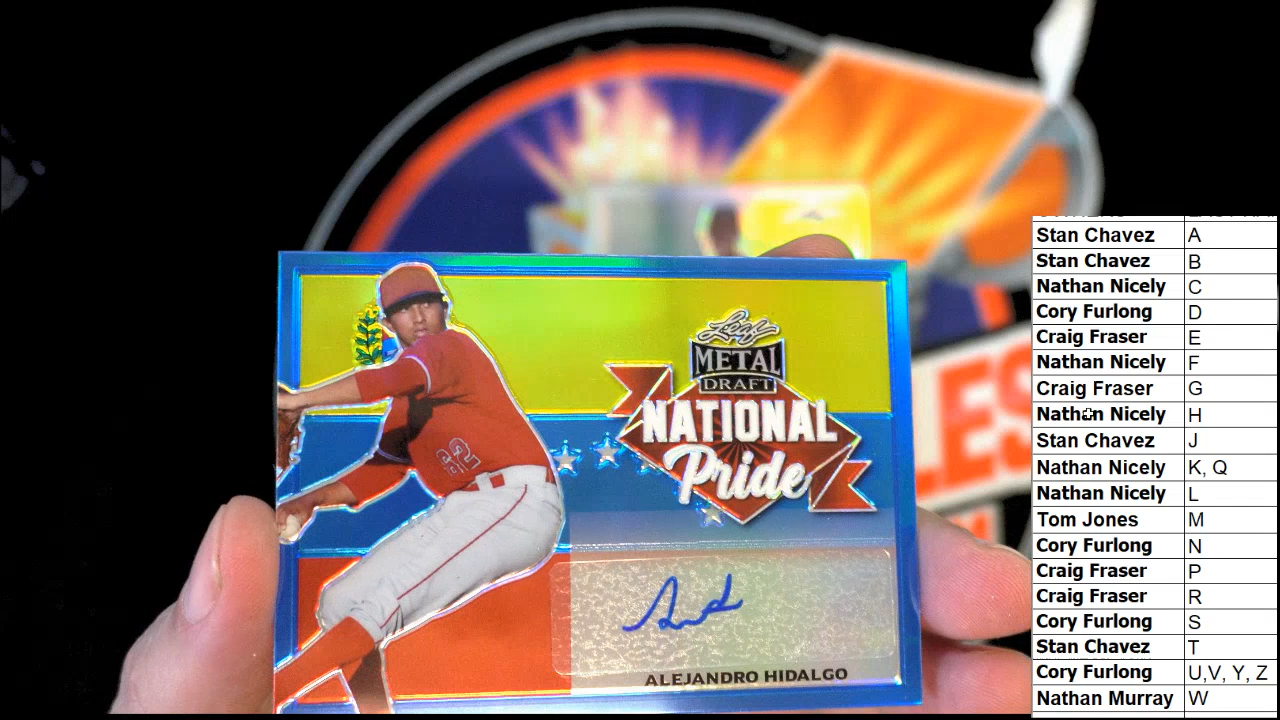 Leaf
METAL
DRAFT
NATIONAL
Pride
ALEJANDRO HIDALGO
Stan Chavez A
Stan Chavez B
Nathan Nicely C
Cory Furlong D
Craig Fraser E
Nathan Nicely F
Craig Fraser G
Nathan Nicely H
Stan Chavez J
Nathan Nicely K, Q
Nathan Nicely L
Tom Jones M
Cory Furlong N
Craig Fraser P
Craig Fraser R
Cory Furlong S
Stan Chavez T
Cory Furlong U,V, Y, Z
Nathan Murray W